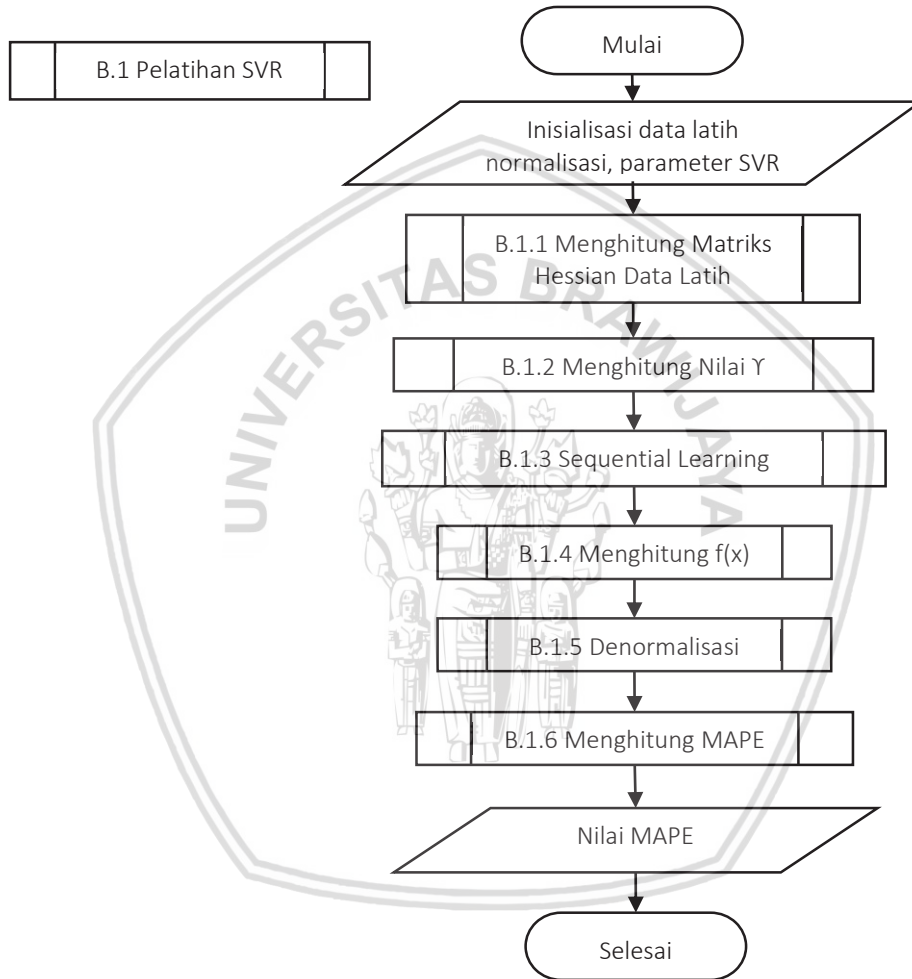 B.1 Pelatihan SVR
Mulai
Inisialisasi data latih
normalisasi, parameter SVR
B.1.1 Menghitung Matriks
Hessian Data Latih
UNIVERSITAS BRAWIJAYA
B.1.2 Menghitung Nilai ϒ
B.1.3 Sequential Learning
B.1.4 Menghitung f(x)
B.1.5 Denormalisasi
B.1.6 Menghitung MAPE
Nilai MAPE
Selesai